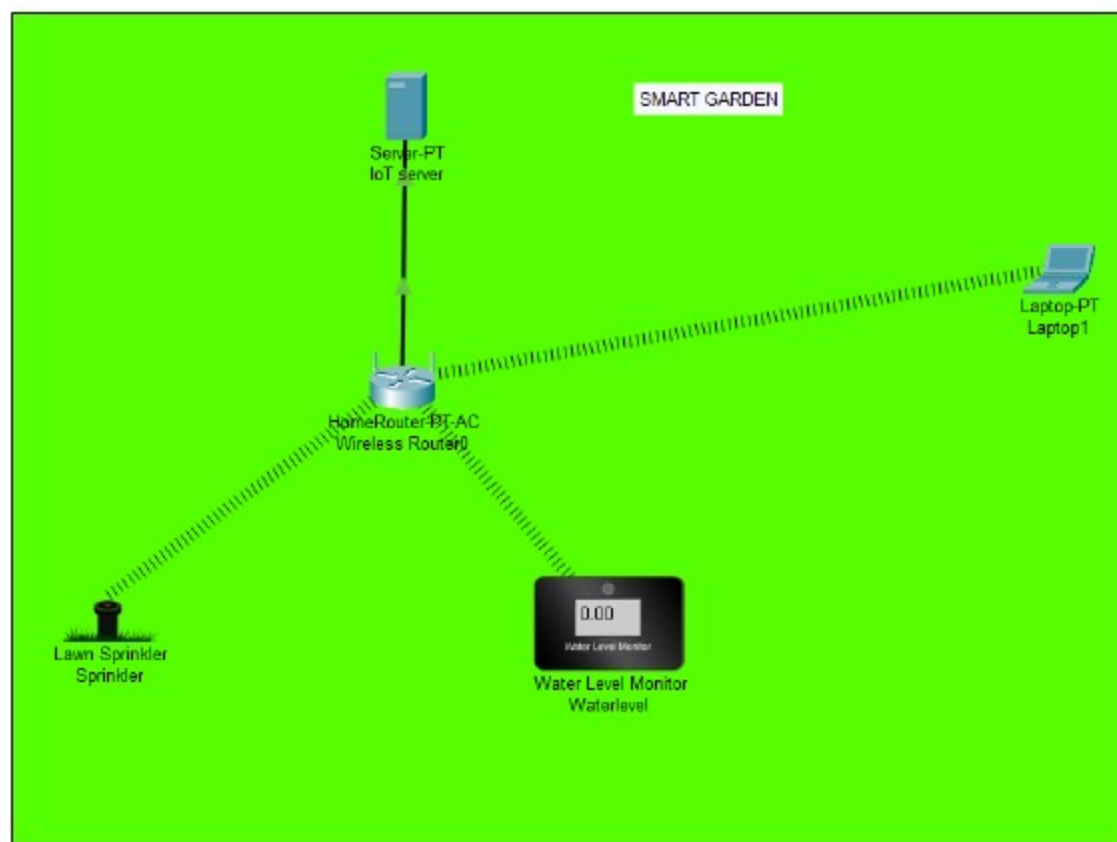 SMART GARDEN
Server-PT
IoT server
Laptop-PT
Laptop1
HomeRouter-PT-AC
Wireless Router0
0.00
Water Level Monitor
Lawn Sprinkler
Sprinkler
Water Level Monitor
Waterlevel